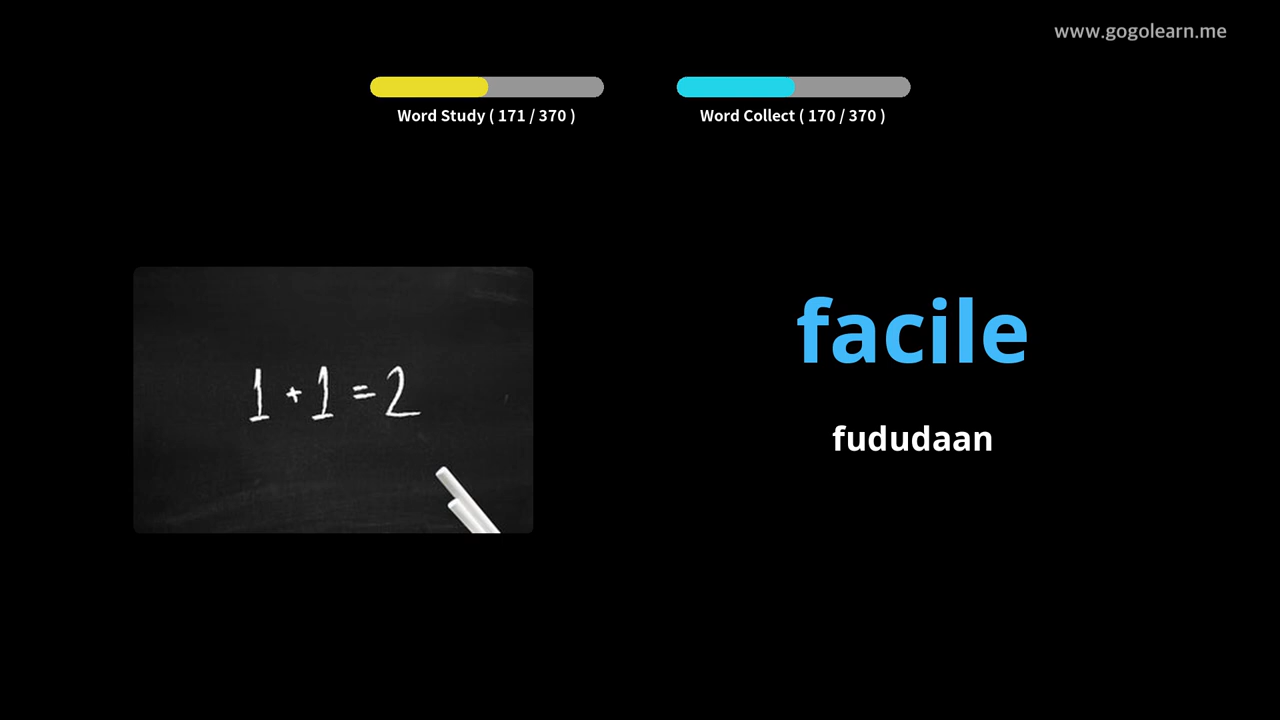 www.gogolearn.me
Word Study ( 171 / 370 )
Word Collect ( 170 / 370 )
1 + 1 = 2
facile
fududaan